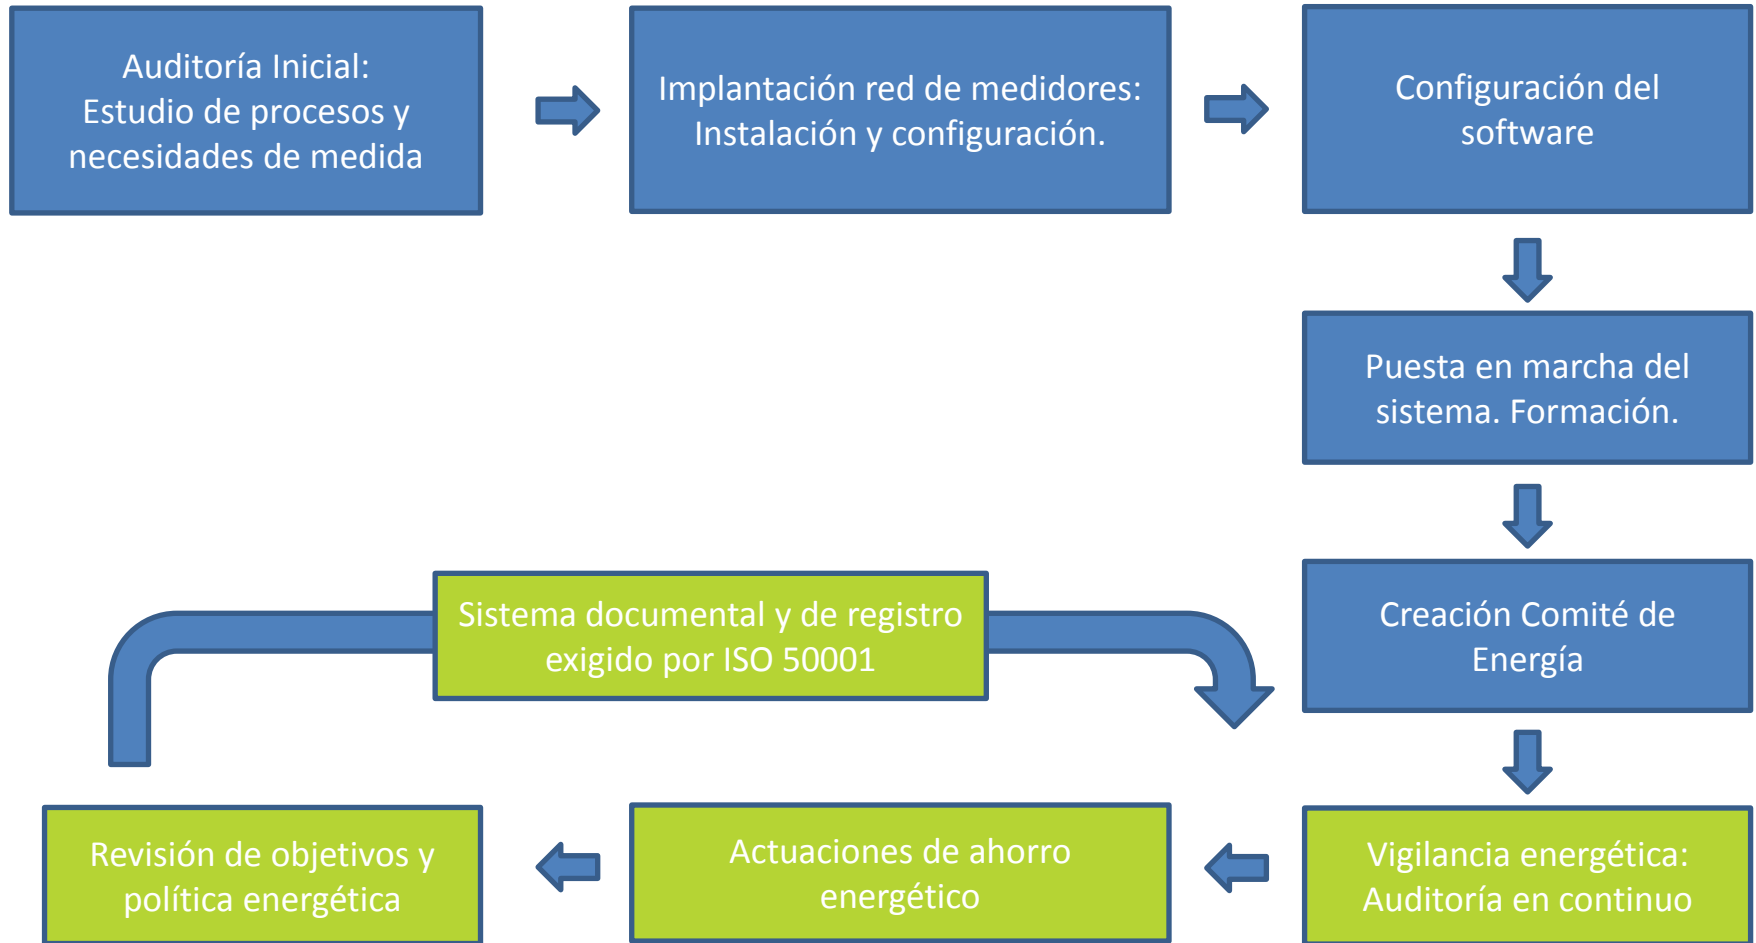 Auditoría Inicial:
Estudio de procesos y
necesidades de medida
Implantación red de medidores:
Instalación y configuración.
Configuración del
software
Puesta en marcha del
sistema. Formación.
Creación Comité de
Energía
Sistema documental y de registro
exigido por ISO 50001
Vigilancia energética:
Auditoría en continuo
Actuaciones de ahorro
energético
Revisión de objetivos y
política energética